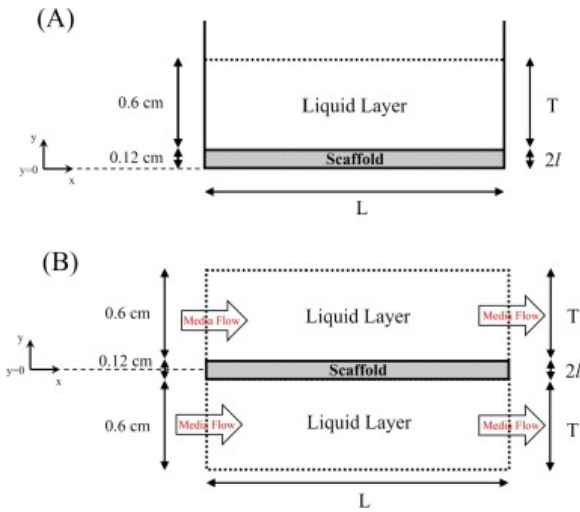 (A)
0.6 cm
Liquid Layer
T
y
0.12 cm
Scaffold
2l
y=0
x
L
(B)
0.6 cm
Media Flow
Liquid Layer
Media Flow
T
y
0.12 cm
Scaffold
2l
y=0
x
0.6 cm
Media Flow
Liquid Layer
Media Flow
T
L